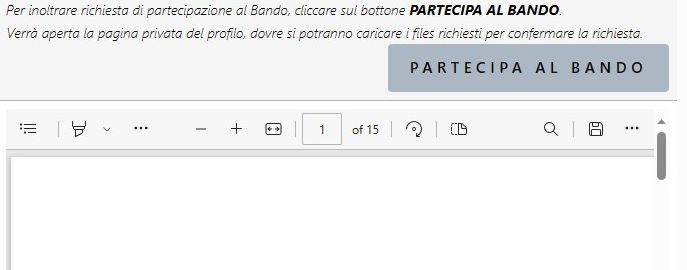 Per inoltrare richiesta di partecipazione al Bando, cliccare sul bottone PARTECIPA AL BANDO.
Verrà aperta la pagina privata del profilo, dovre si potranno caricare i files richiesti per confermare la richiesta.
PARTECIPA AL BANDO
1 of 15